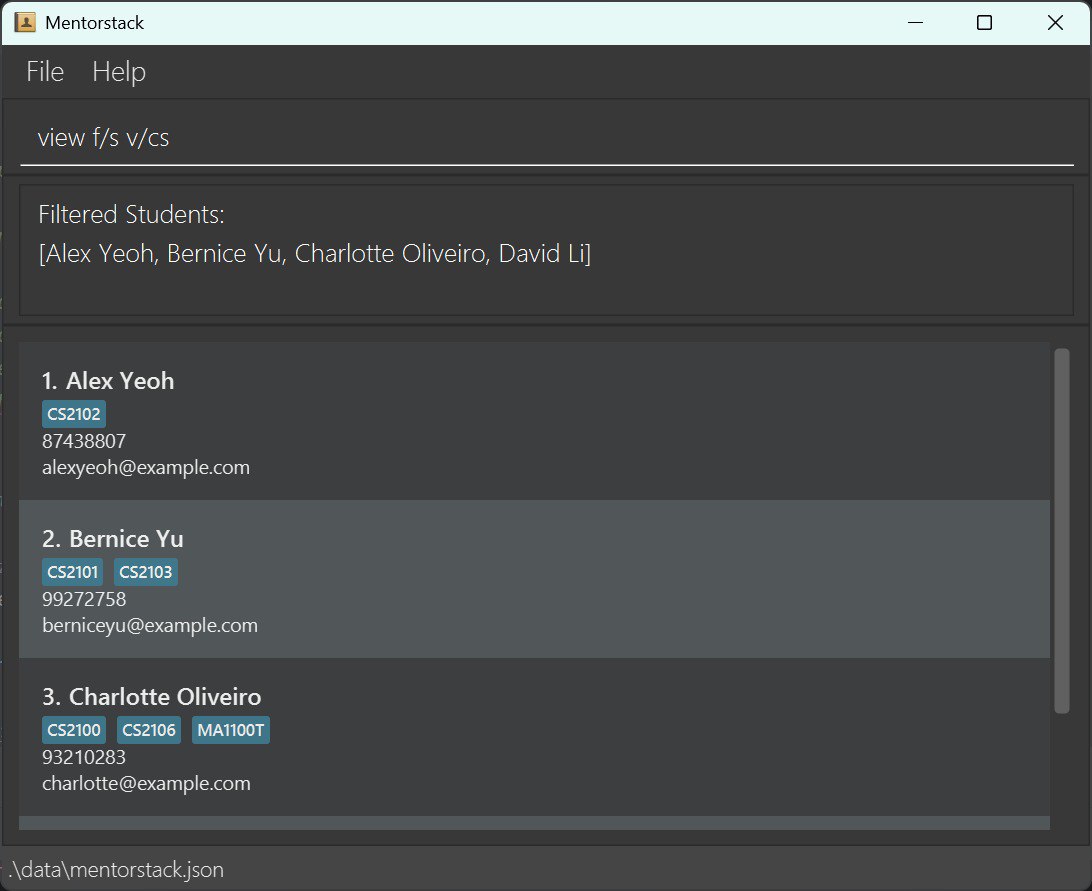 Mentorstack
File Help
view f/s v/cs
Filtered Students:
[Alex Yeoh, Bernice Yu, Charlotte Oliveiro, David Li]
1. Alex Yeoh
CS2102
87438807
alexyeoh@example.com
2. Bernice Yu
CS2101 CS2103
99272758
berniceyu@example.com
3. Charlotte Oliveiro
CS2100 CS2106 MA1100T
93210283
charlotte@example.com
.\data\mentorstack.json